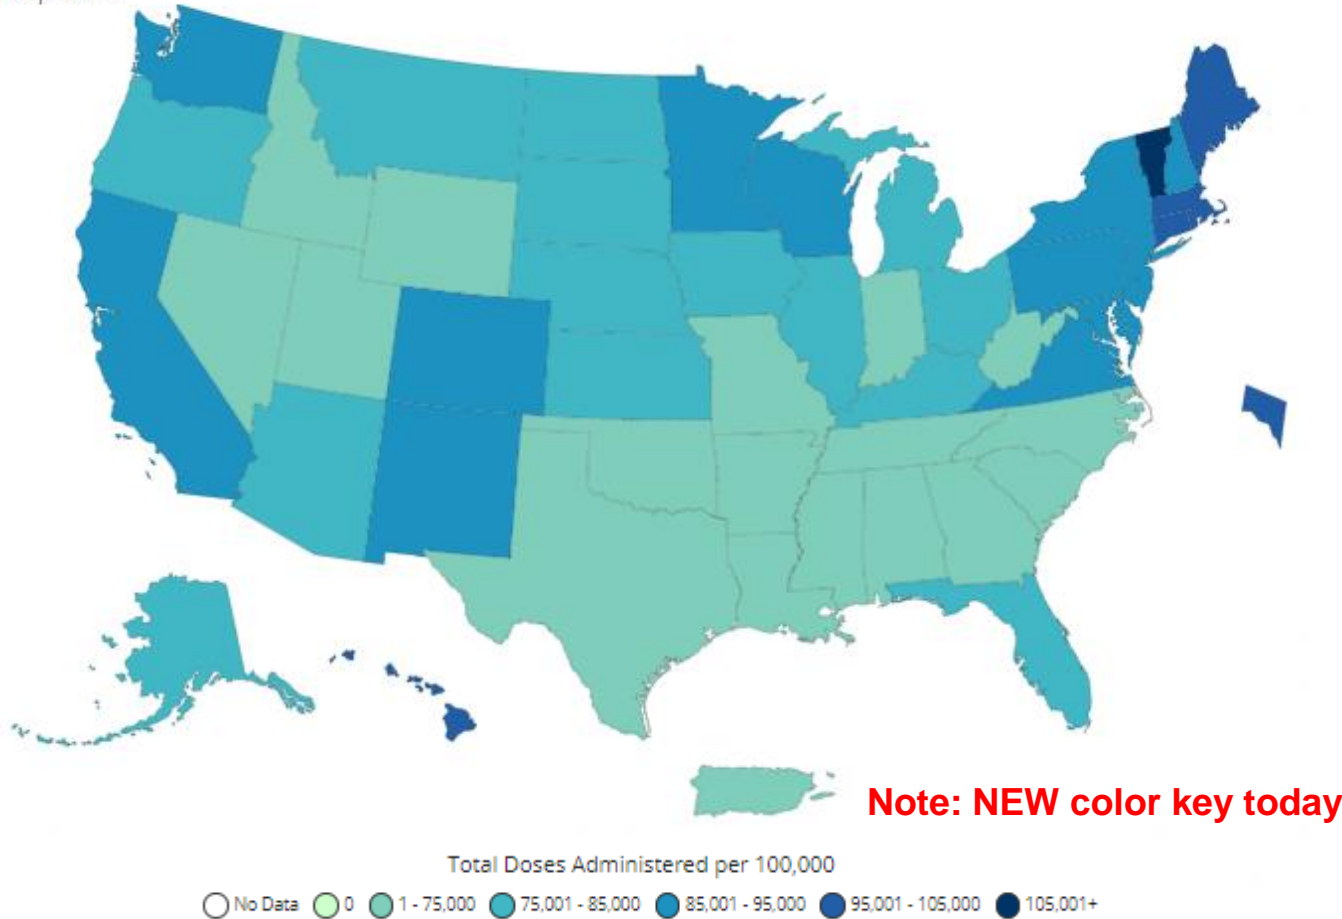 Note: NEW color key today
Total Doses Administered per 100,000
No Data 0 1 - 75,000 75,001 - 85,000 85,001 - 95,000 95,001 - 105,000 105,001+